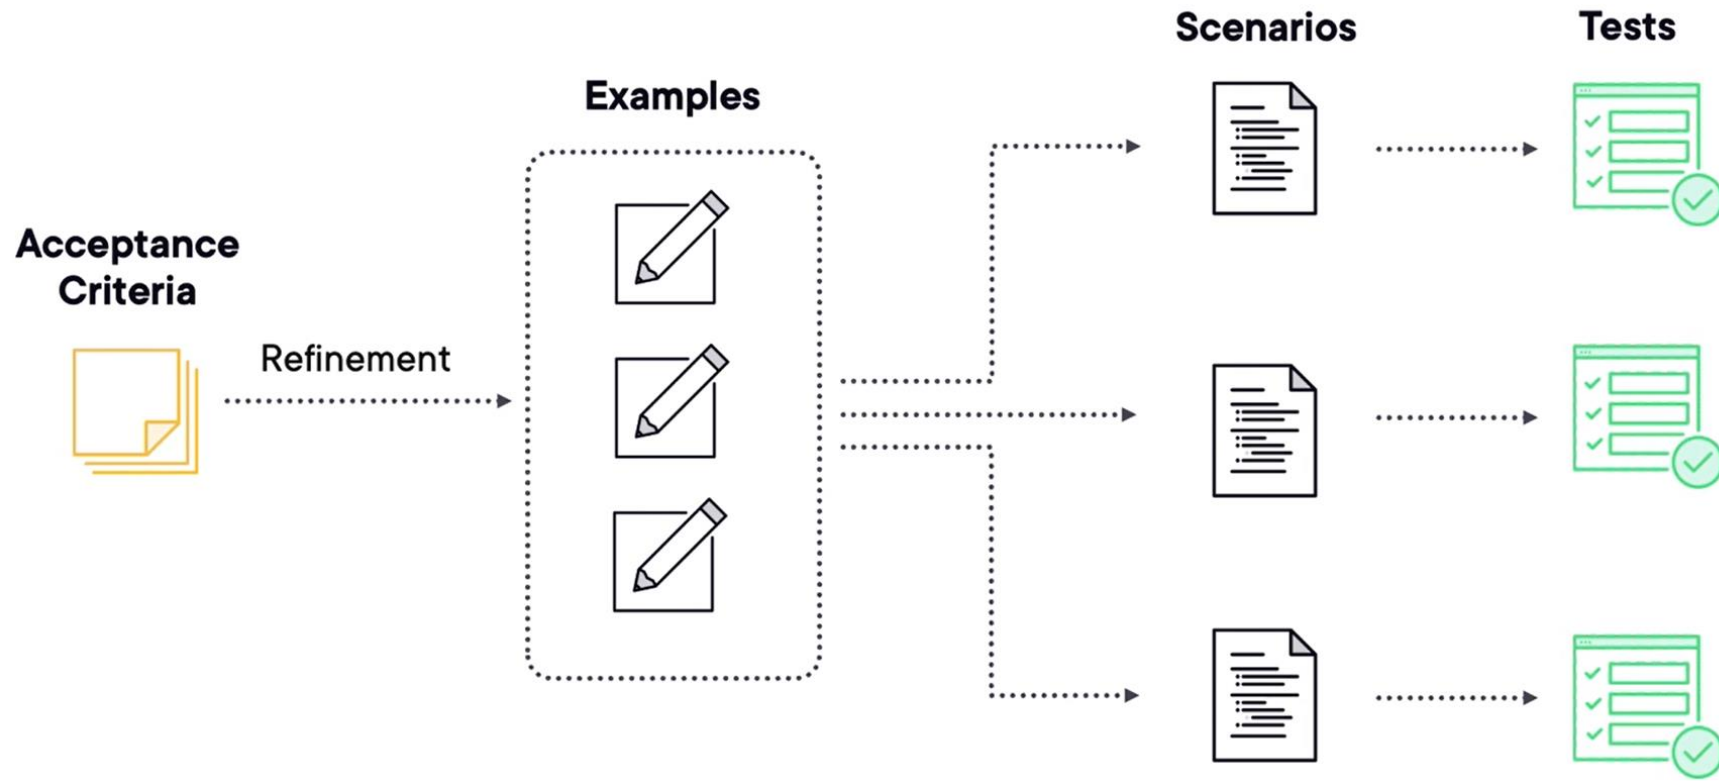 Acceptance
Criteria
Refinement
Examples
Scenarios
Tests